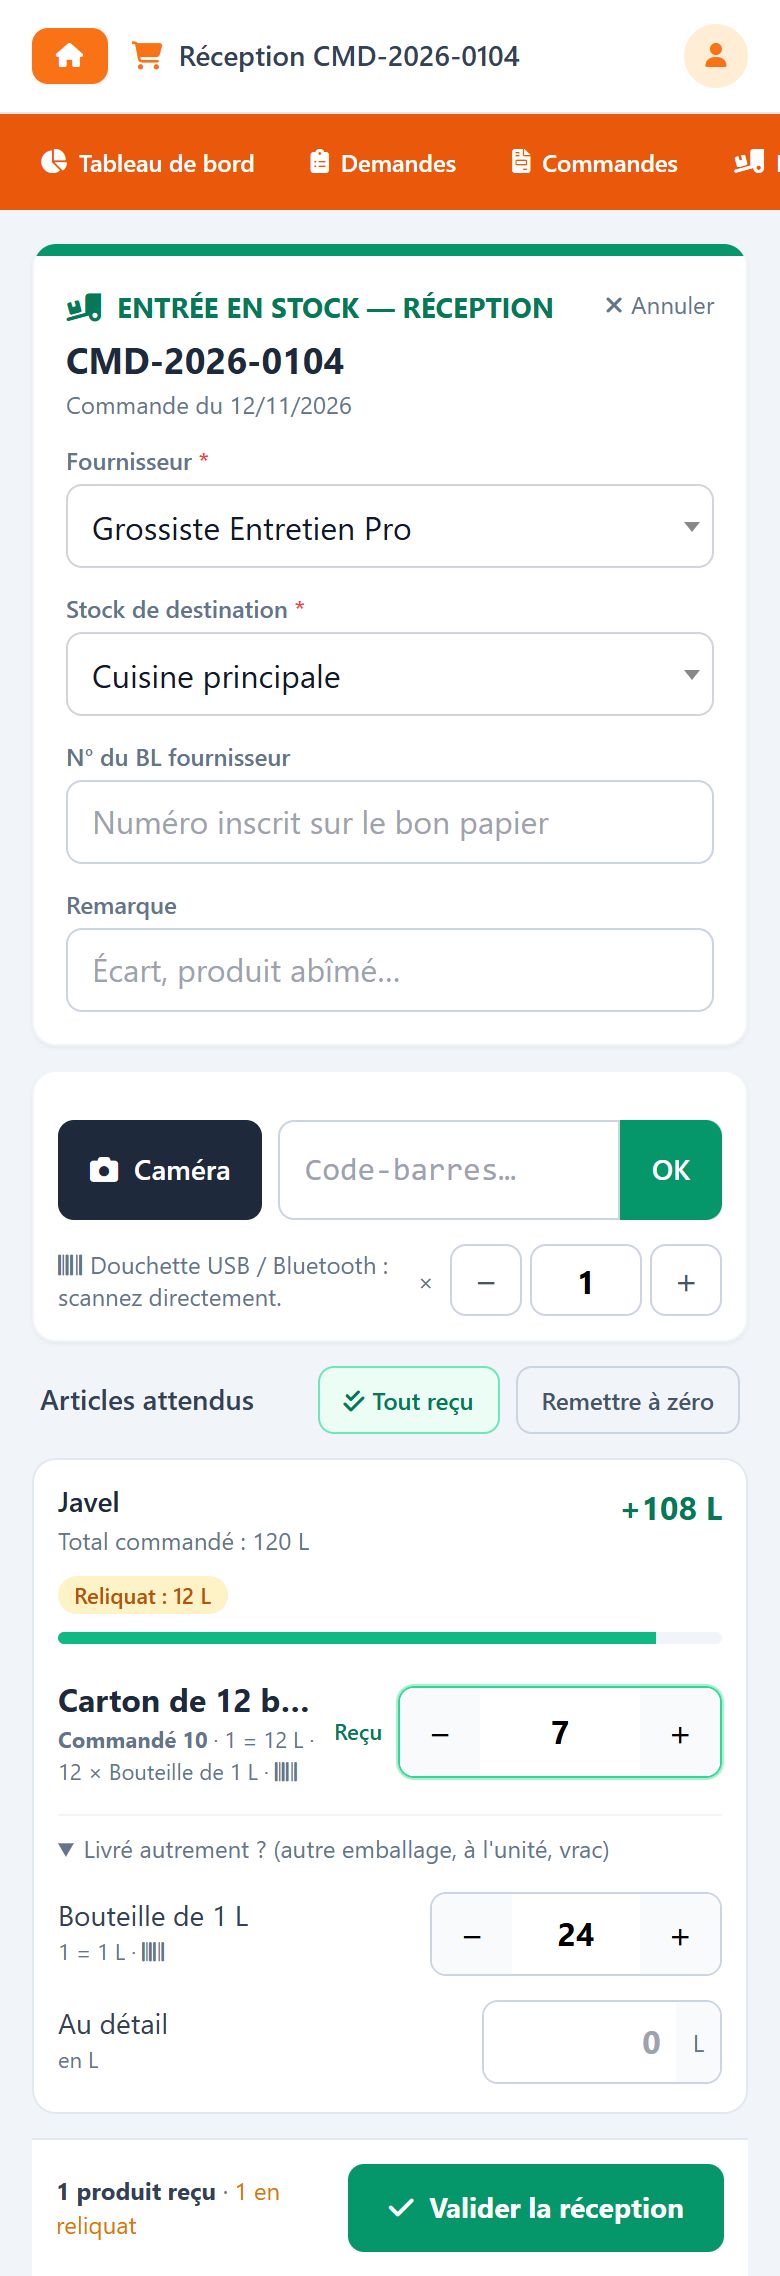 Réception CMD-2026-0104
Tableau de bord
Demandes
Commandes
ENTRÉE EN STOCK — RÉCEPTION
✕ Annuler
CMD-2026-0104
Commande du 12/11/2026
Fournisseur *
Grossiste Entretien Pro
Stock de destination *
Cuisine principale
N° du BL fournisseur
Numéro inscrit sur le bon papier
Remarque
Écart, produit abîmé…
Caméra
Code-barres…
OK
Douchette USB / Bluetooth :
scannez directement.
× − 1 +
Articles attendus
Tout reçu
Remettre à zéro
Javel
+108 L
Total commandé : 120 L
Reliquat : 12 L
Carton de 12 b…
Commandé 10 · 1 = 12 L ·
12 × Bouteille de 1 L ·
Reçu
− 7 +
▼ Livré autrement ? (autre emballage, à l'unité, vrac)
Bouteille de 1 L
1 = 1 L ·
− 24 +
Au détail
en L
0 L
1 produit reçu · 1 en
reliquat
Valider la réception